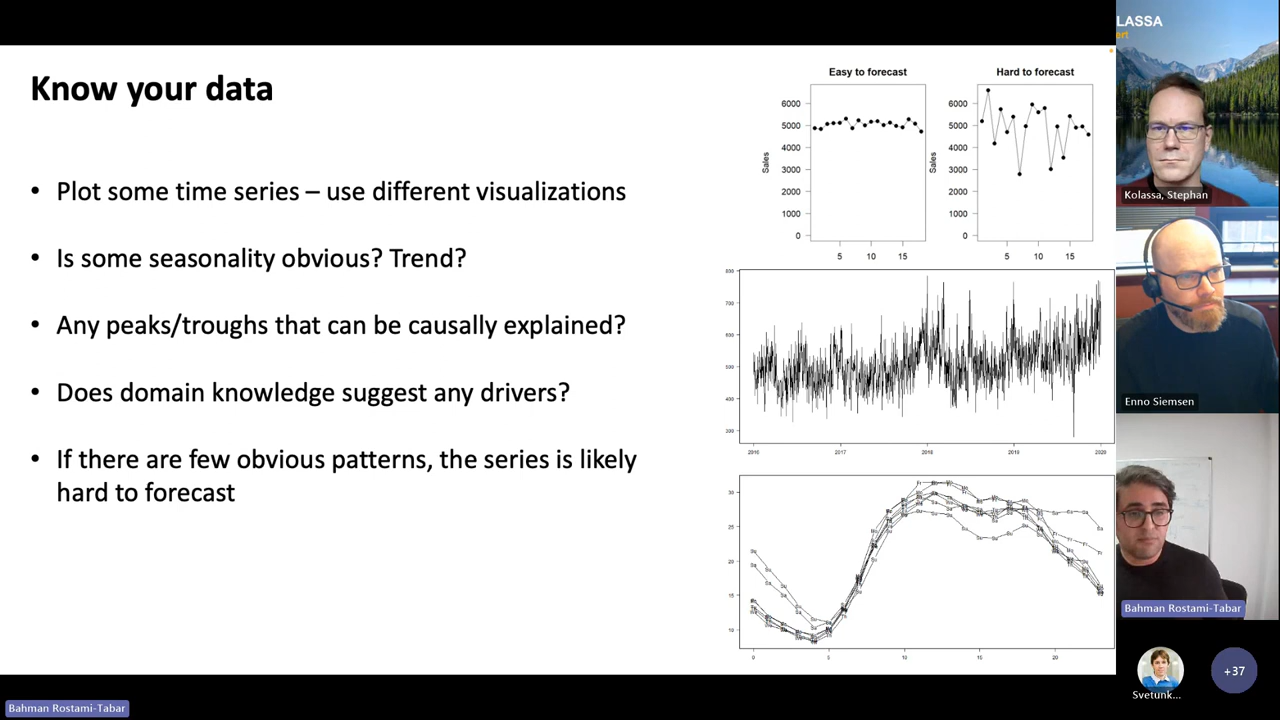 Know your data
• Plot some time series – use different visualizations
• Is some seasonality obvious? Trend?
• Any peaks/troughs that can be causally explained?
• Does domain knowledge suggest any drivers?
• If there are few obvious patterns, the series is likely
hard to forecast
Easy to forecast
Sales
6000
5000
4000
3000
2000
1000
0
5 10 15
Hard to forecast
Sales
6000
5000
4000
3000
2000
1000
0
5 10 15
800
700
600
500
400
300
2016 2017 2018 2019 2020
30
25
20
15
10
0 5 10 15 20
LASSA
ert
Kolassa, Stephan
Enno Siemsen
Bahman Rostami-Tabar
Svetunk...
+37
Bahman Rostami-Tabar